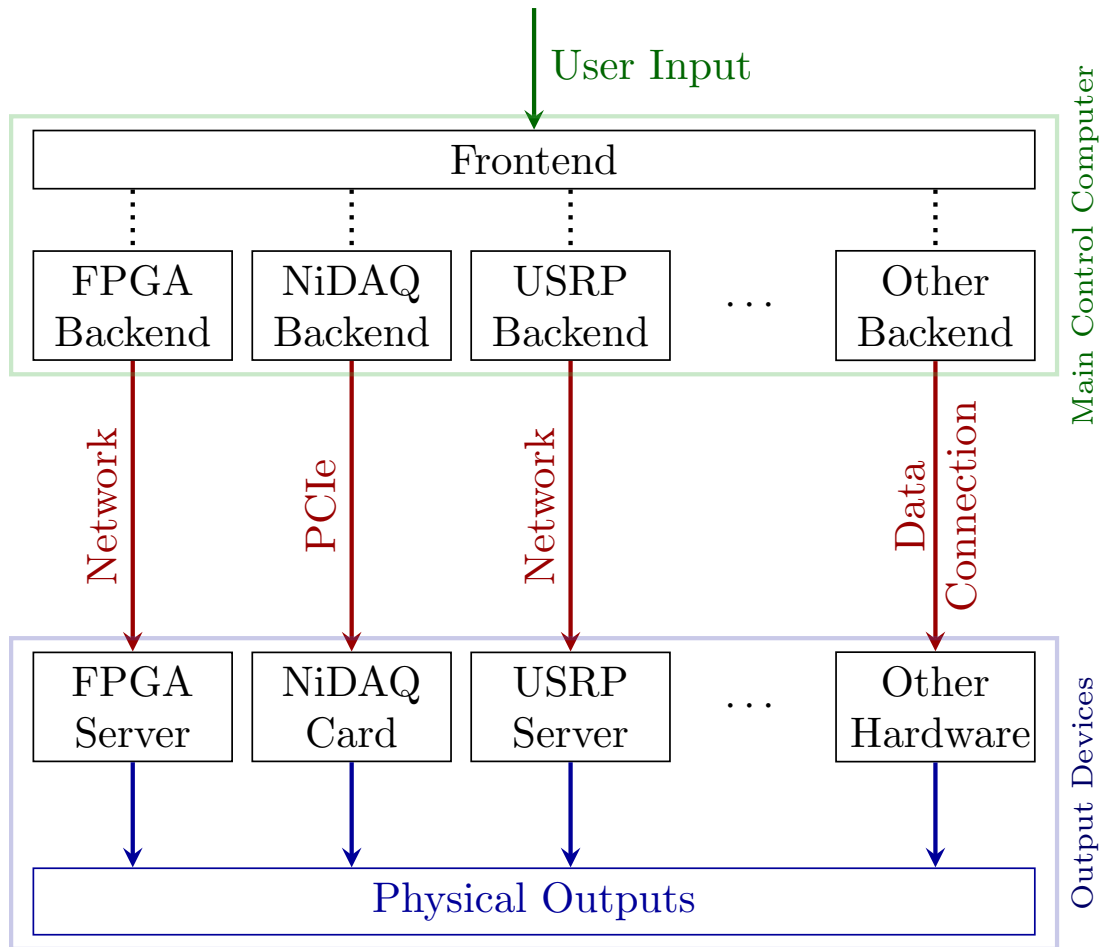 User Input
Main Control Computer
Frontend
FPGA
Backend
NiDAQ
Backend
USRP
Backend
. . .
Other
Backend
Network
PCIe
Network
Data
Connection
FPGA
Server
NiDAQ
Card
USRP
Server
. . .
Other
Hardware
Output Devices
Physical Outputs